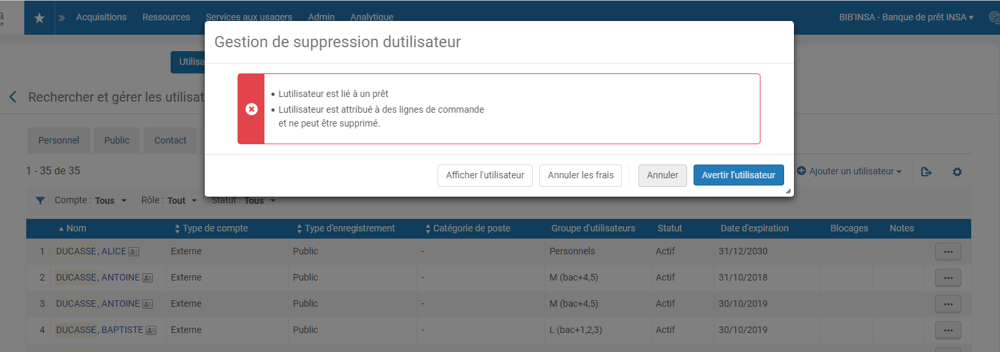 a
e
Acquisitions Ressources Services aux usagers Admin Analytique BIB'INSA - Banque de prêt INSA
Gestion de suppression dutilisateur
Utilisa
Lutilisateur est lié à un prêt
Lutilisateur est attribué à des lignes de commande
et ne peut être supprimé.
Rechercher et gérer les utilisat
Personnel Public Contact
Afficher l'utilisateur Annuler les frais Annuler Avertir l'utilisateur
1 - 35 de 35 Ajouter un utilisateur
Compte : Tous Rôle : Tout Statut : Tous
Nom Type de compte Type d'enregistrement Catégorie de poste Groupe d'utilisateurs Statut Date d'expiration Blocages Notes
1 DUCASSE, ALICE Externe Public - Personnels Actif 31/12/2030
2 DUCASSE, ANTOINE Externe Public - M (bac+4,5) Actif 31/10/2018
3 DUCASSE, ANTOINE Externe Public - M (bac+4,5) Actif 30/10/2019
4 DUCASSE, BAPTISTE Externe Public - L (bac+1,2,3) Actif 30/10/2019